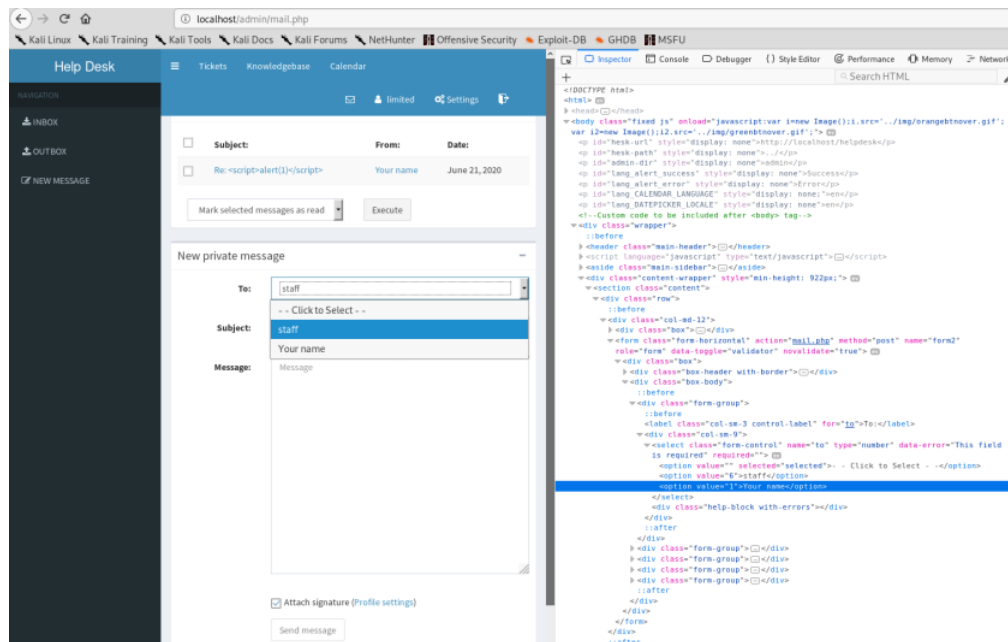 localhost/admin/mail.php
Kali Linux Kali Training Kali Tools Kali Docs Kali Forums NetHunter Offensive Security Exploit-DB GHDB MSFU
Help Desk
Tickets Knowledgebase Calendar
limited Settings
NAVIGATION
INBOX
OUTBOX
NEW MESSAGE
Subject: From: Date:
Re: <script>alert(1)</script> Your name June 21, 2020
Mark selected messages as read Execute
New private message
To: staff
- - Click to Select - -
staff
Your name
Subject:
Message: Message
Attach signature (Profile settings)
Send message
Inspector Console Debugger {} Style Editor Performance Memory Network
+ Search HTML
<!DOCTYPE html>
<html>
<head></head>
<body class="fixed js" onload="javascript:var i=new Image();i.src='../img/orangebtnover.gif';
var i2=new Image();i2.src='../img/greenbtnover.gif';">
<p id="hesk-url" style="display: none">http://localhost/helpdesk</p>
<p id="hesk-path" style="display: none">../</p>
<p id="admin-dir" style="display: none">admin</p>
<p id="lang_alert_success" style="display: none">Success</p>
<p id="lang_alert_error" style="display: none">Error</p>
<p id="lang_CALENDAR_LANGUAGE" style="display: none;">en</p>
<p id="lang_DATEPICKER_LOCALE" style="display: none">en</p>
<!--Custom code to be included after <body> tag-->
<div class="wrapper">
::before
<header class="main-header"></header>
<script language="javascript" type="text/javascript"></script>
<aside class="main-sidebar"></aside>
<div class="content-wrapper" style="min-height: 922px;">
<section class="content">
<div class="row">
::before
<div class="col-md-12">
<div class="box"></div>
<form class="form-horizontal" action="mail.php" method="post" name="form2"
role="form" data-toggle="validator" novalidate="true">
<div class="box">
<div class="box-header with-border"></div>
<div class="box-body">
::before
<div class="form-group">
::before
<label class="col-sm-3 control-label" for="to">To:</label>
<div class="col-sm-9">
<select class="form-control" name="to" type="number" data-error="This field
is required" required="">
<option value="" selected="selected">- - Click to Select - -</option>
<option value="6">staff</option>
<option value="1">Your name</option>
</select>
<div class="help-block with-errors"></div>
</div>
::after
</div>
<div class="form-group"></div>
<div class="form-group"></div>
<div class="form-group"></div>
<div class="form-group"></div>
::after
</div>
</div>
</form>
</div>